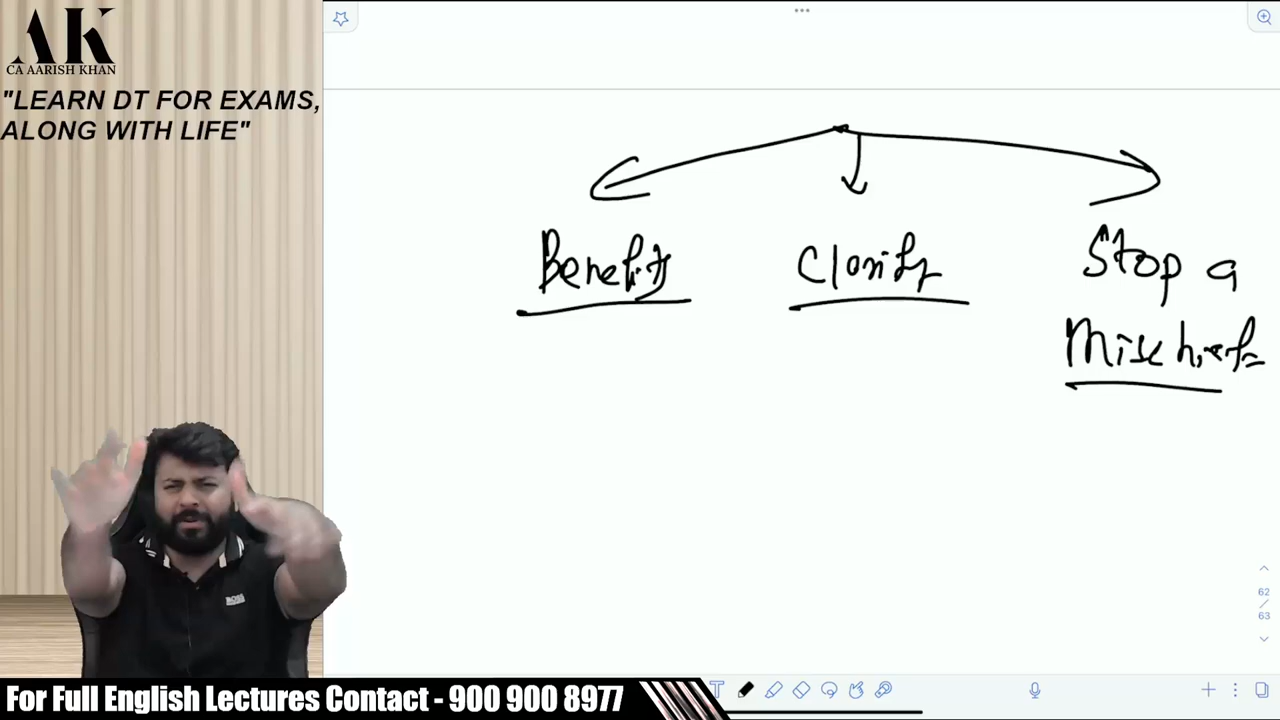 AK
CA AARISH KHAN
"LEARN DT FOR EXAMS,
ALONG WITH LIFE"
Benefit
Clarify
Stop a
Mischief
BOSS
62
63
For Full English Lectures Contact - 900 900 8977